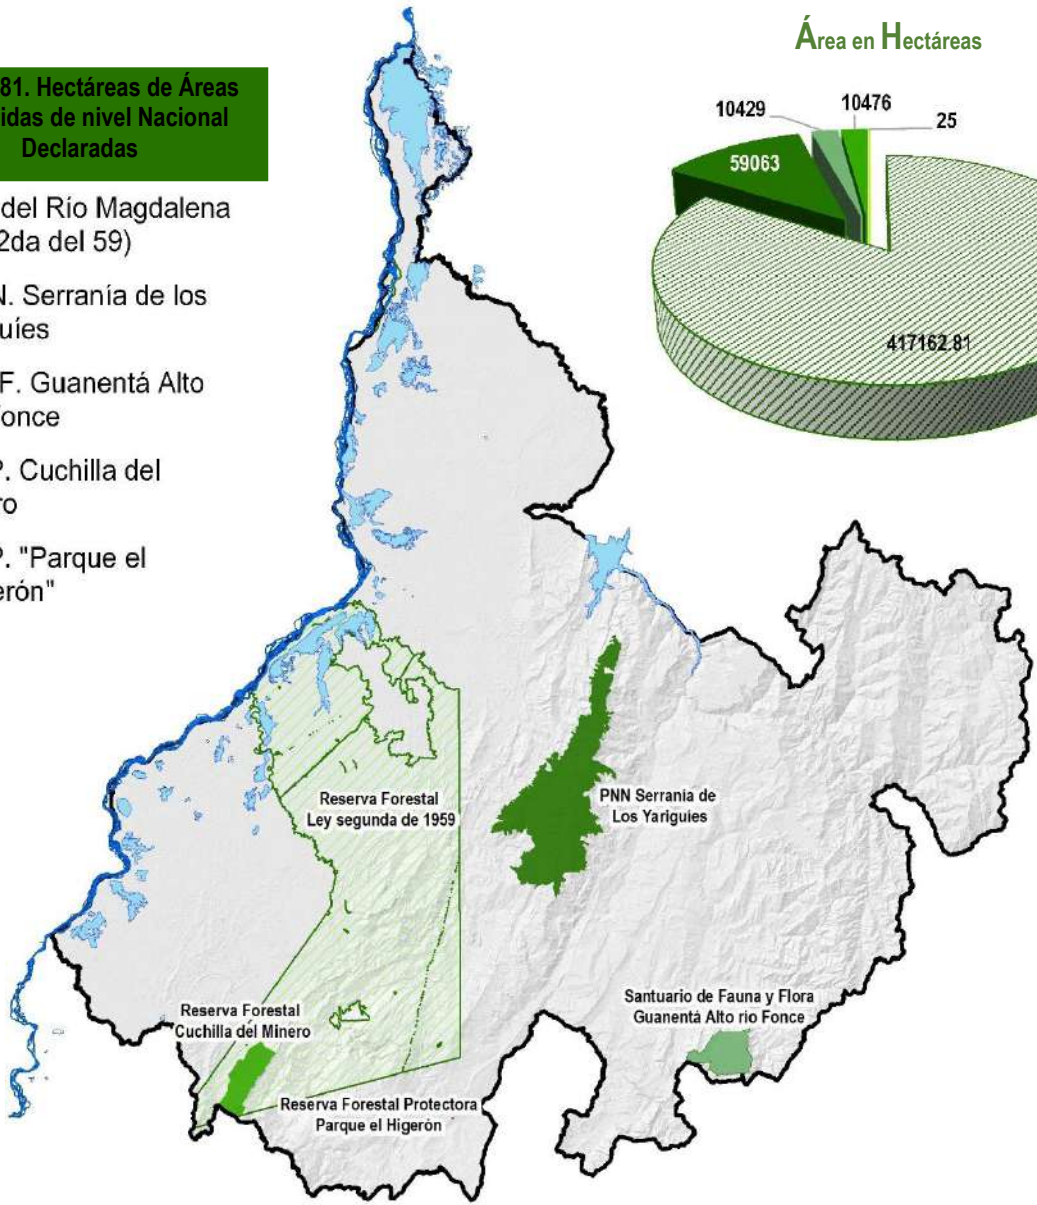 81. Hectáreas de Áreas
idas de nivel Nacional
Declaradas
del Río Magdalena
2da del 59)
N. Serranía de los
uíes
F. Guanentá Alto
Fonce
P. Cuchilla del
ro
P. "Parque el
erón"
Área en Hectáreas
10429
10476
25
59063
417162.81
Reserva Forestal
Ley segunda de 1959
PNN Serrania de
Los Yariguies
Santuario de Fauna y Flora
Guanentá Alto rio Fonce
Reserva Forestal
Cuchilla del Minero
Reserva Forestal Protectora
Parque el Higerón